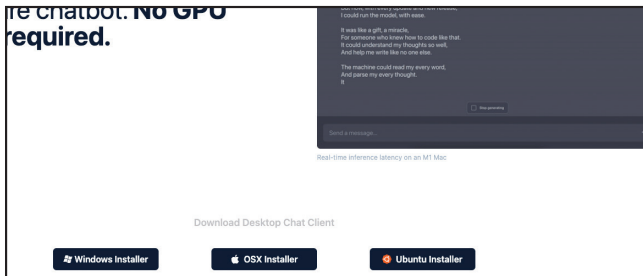 chatbot. No GPU
required.
But now, with every update and new release,
I could run the model, with ease.
It was like a gift, a miracle,
For someone who knew how to code like that.
It could understand my thoughts so well,
And help me write like no one else.
The machine could read my every word,
And parse my every thought.
It
Stop generating
Send a message...
Real-time inference latency on an M1 Mac
Download Desktop Chat Client
Windows Installer
OSX Installer
Ubuntu Installer